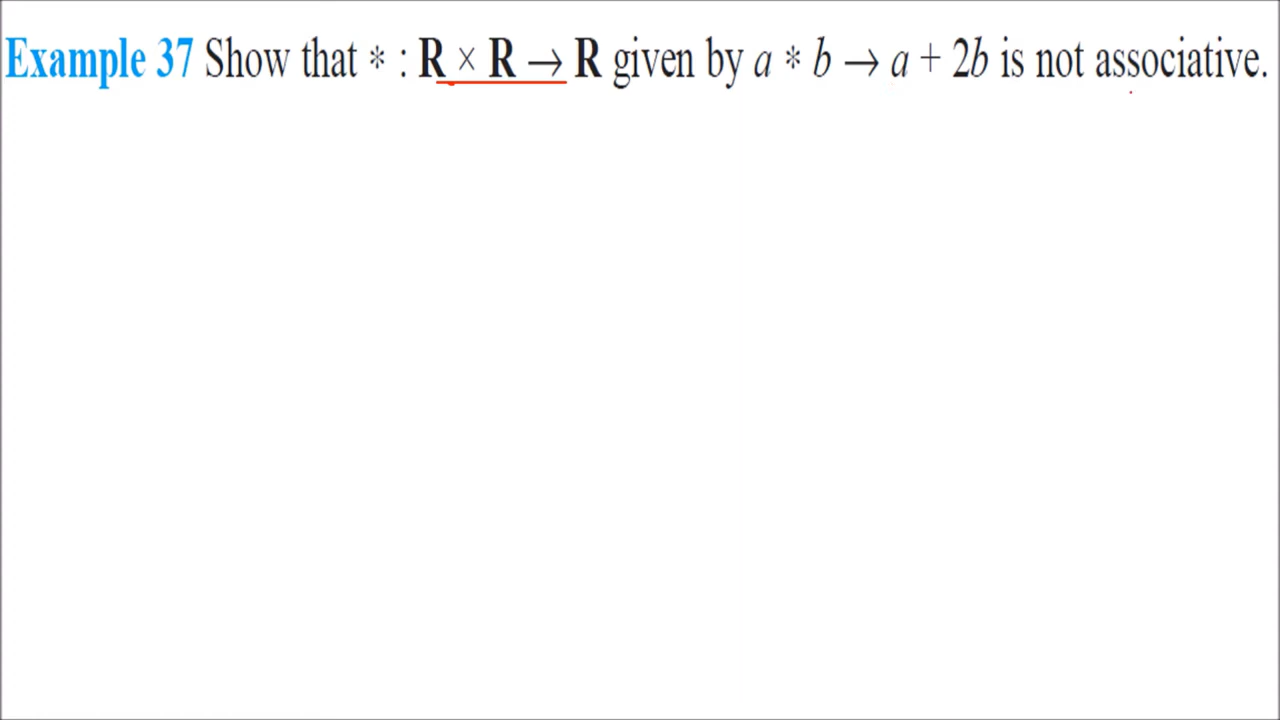 Example 37 Show that ∗ : R × R → R given by a ∗ b → a + 2b is not associative.